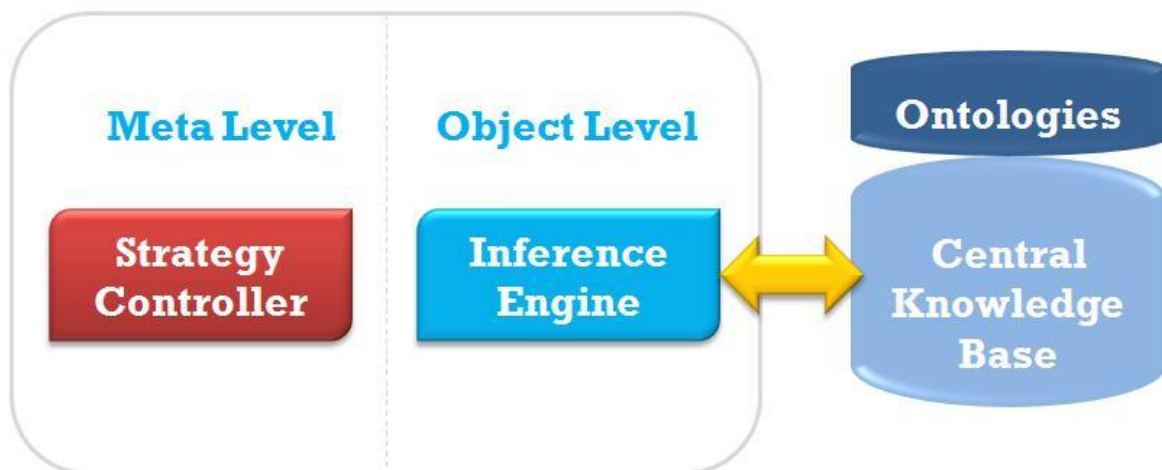 Meta Level
Object Level
Ontologies
Strategy
Controller
Inference
Engine
Central
Knowledge
Base